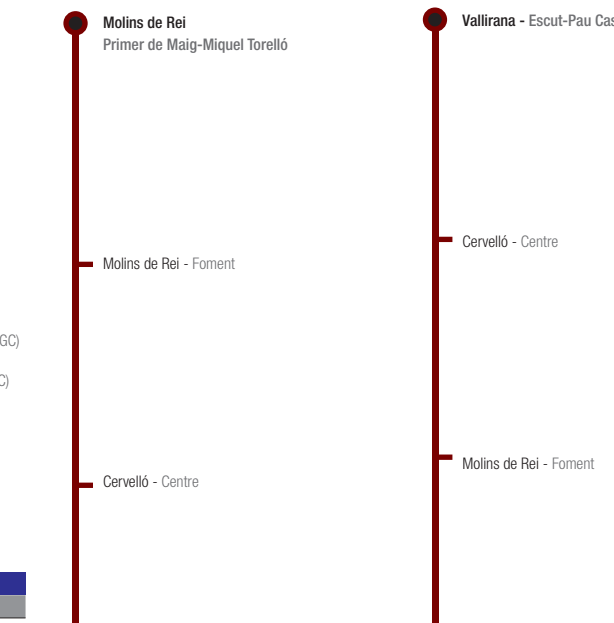 Molins de Rei
Primer de Maig-Miquel Torelló
Molins de Rei - Foment
Cervelló - Centre
GC)
C)
Vallirana - Escut-Pau Cas
Cervelló - Centre
Molins de Rei - Foment